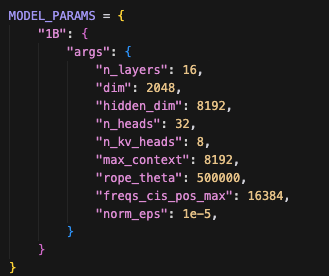 MODEL_PARAMS = {
    "1B": {
        "args": {
            "n_layers": 16,
            "dim": 2048,
            "hidden_dim": 8192,
            "n_heads": 32,
            "n_kv_heads": 8,
            "max_context": 8192,
            "rope_theta": 500000,
            "freqs_cis_pos_max": 16384,
            "norm_eps": 1e-5,
        }
    }
}